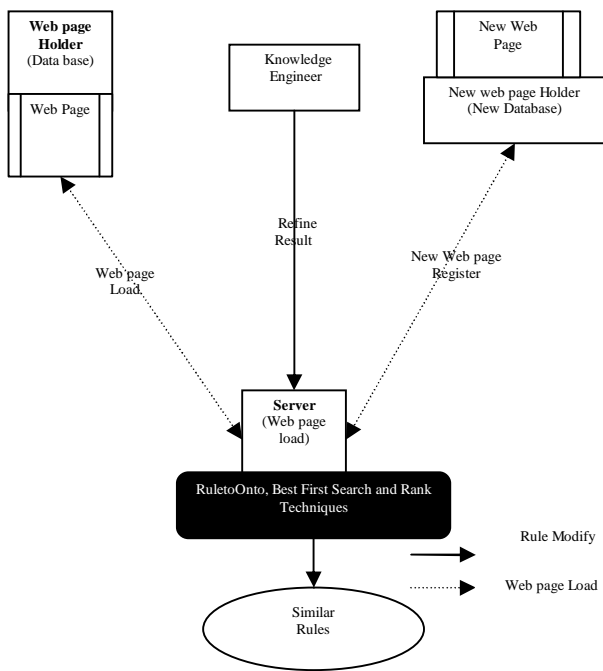 Web page
Holder
(Data base)
Web Page
Knowledge
Engineer
New Web
Page
New web page Holder
(New Database)
Refine
Result
Web page
Load
New Web page
Register
Server
(Web page
load)
RuletoOnto, Best First Search and Rank
Techniques
Rule Modify
Web page Load
Similar
Rules